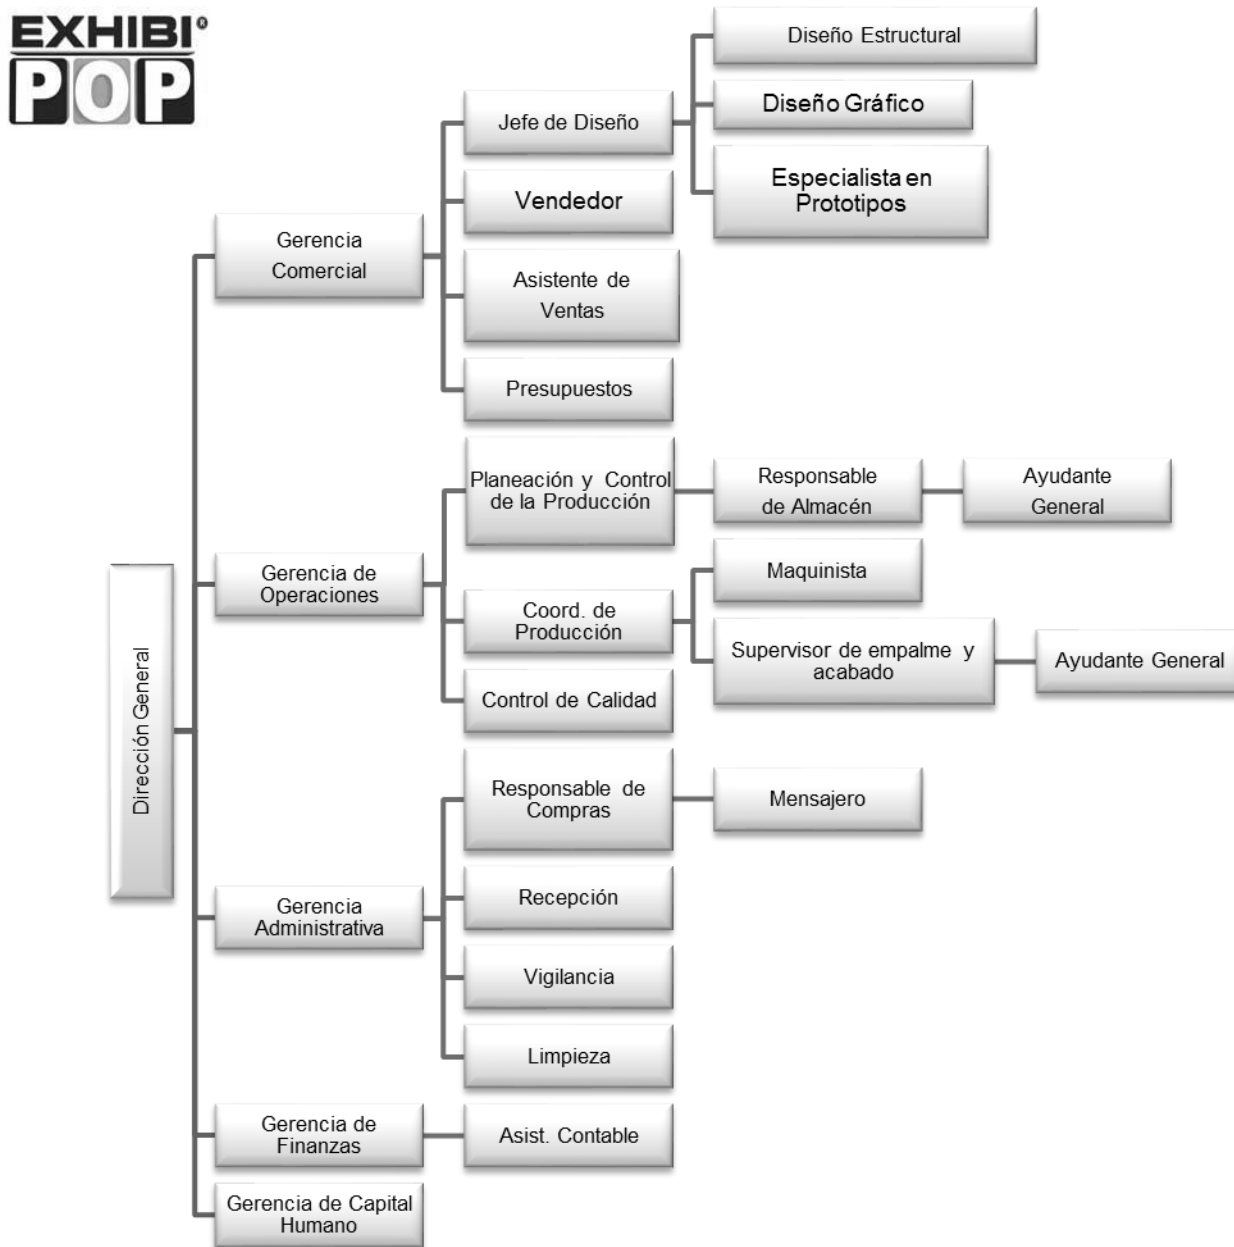 EXHIBI®
POP
Dirección General
Gerencia
Comercial
Jefe de Diseño
Diseño Estructural
Diseño Gráfico
Especialista en
Prototipos
Vendedor
Asistente de
Ventas
Presupuestos
Gerencia de
Operaciones
Planeación y Control
de la Producción
Responsable
de Almacén
Ayudante
General
Coord. de
Producción
Maquinista
Supervisor de empalme y
acabado
Ayudante General
Control de Calidad
Gerencia
Administrativa
Responsable de
Compras
Mensajero
Recepción
Vigilancia
Limpieza
Gerencia de
Finanzas
Asist. Contable
Gerencia de Capital
Humano